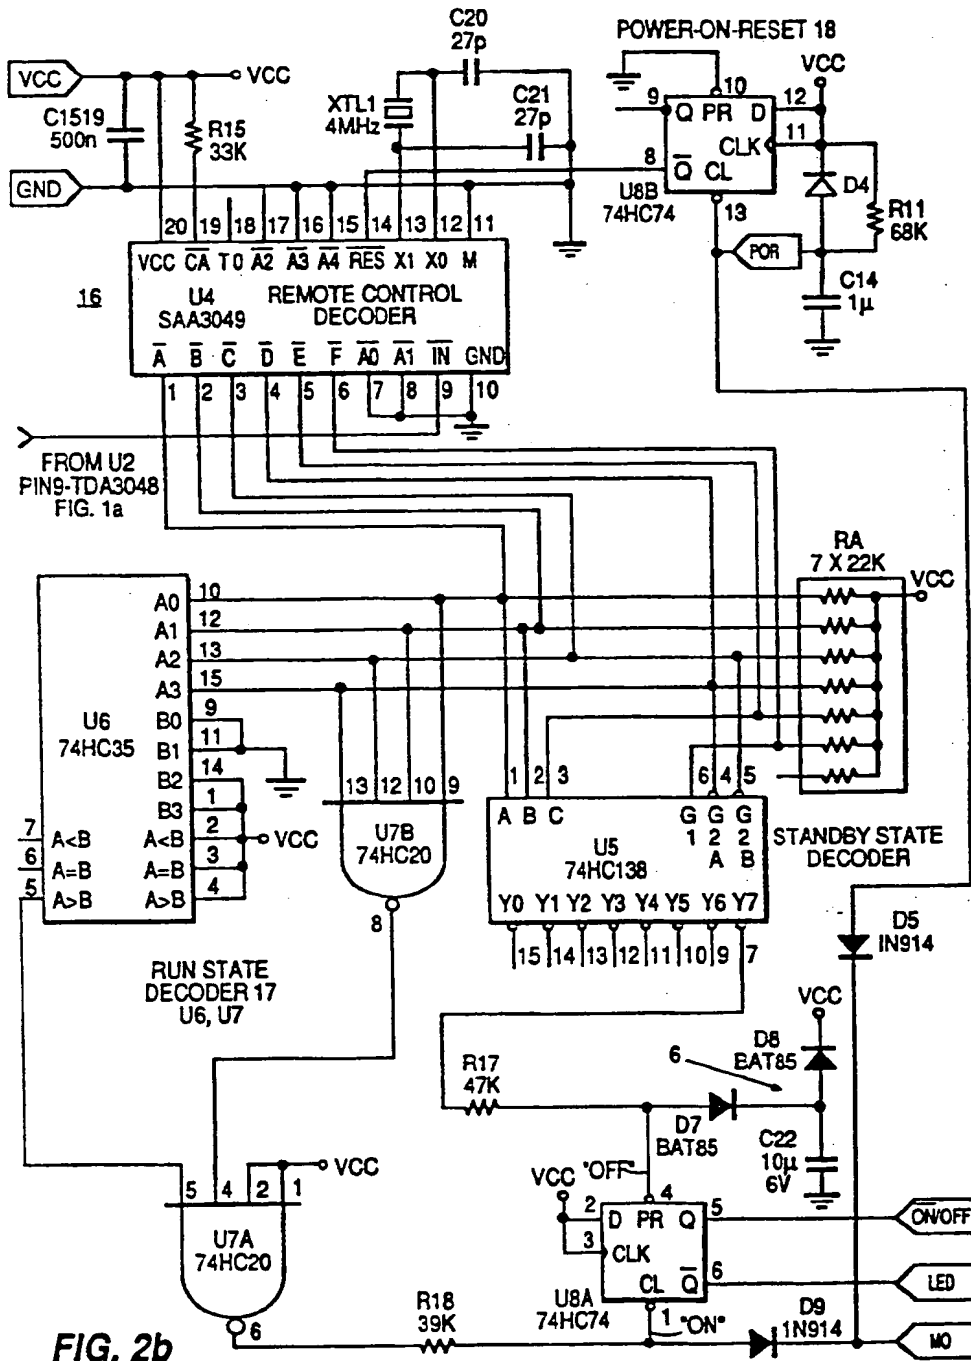 C20
27p
POWER-ON-RESET 18
VCC
VCC
VCC
XTL1
4MHz
C21
27p
9
Q
PR
D
10
12
11
CLK
C1519
500n
R15
33K
8
Q
CL
U8B
74HC74
13
D4
R11
68K
GND
POR
C14
1µ
20 19 18 17 16 15 14 13 12 11
VCC CA T0 A2 A3 A4 RES X1 X0 M
16
U4
SAA3049
REMOTE CONTROL
DECODER
A B C D E F A0 A1 IN GND
1 2 3 4 5 6 7 8 9 10
FROM U2
PIN9-TDA3048
FIG. 1a
RA
7 X 22K
VCC
A0 10
A1 12
A2 13
A3 15
U6
74HC35
B0 9
B1 11
B2 14
B3 1
7 A<B A<B 2
VCC
6 A=B A=B 3
5 A>B A>B 4
13 12 10 9
U7B
74HC20
8
1 2 3 6 4 5
A B C
G1
G2A
G2B
U5
74HC138
STANDBY STATE
DECODER
Y0 Y1 Y2 Y3 Y4 Y5 Y6 Y7
15 14 13 12 11 10 9 7
D5
IN914
RUN STATE
DECODER 17
U6, U7
VCC
D8
BAT85
R17
47K
6
D7
BAT85
C22
10µ
6V
"OFF"
VCC
4
5 4 2 1
VCC
2 D PR Q 5
ON/OFF
3 CLK
U7A
74HC20
CL Q 6
LED
U8A
74HC74
1
"ON"
R18
39K
D9
1N914
6
MO
FIG. 2b